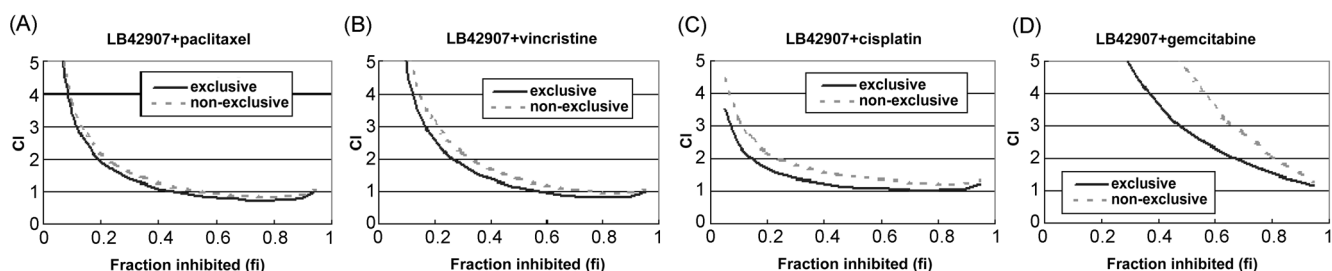 (A)
LB42907+paclitaxel
5
4
3
2
1
0
CI
exclusive
non-exclusive
0 0.2 0.4 0.6 0.8 1
Fraction inhibited (fi)
(B)
LB42907+vincristine
5
4
3
2
1
0
CI
exclusive
non-exclusive
0 0.2 0.4 0.6 0.8 1
Fraction inhibited (fi)
(C)
LB42907+cisplatin
5
4
3
2
1
0
CI
exclusive
non-exclusive
0 0.2 0.4 0.6 0.8 1
Fraction inhibited (fi)
(D)
LB42907+gemcitabine
5
4
3
2
1
0
CI
exclusive
non-exclusive
0 0.2 0.4 0.6 0.8 1
Fraction inhibited (fi)